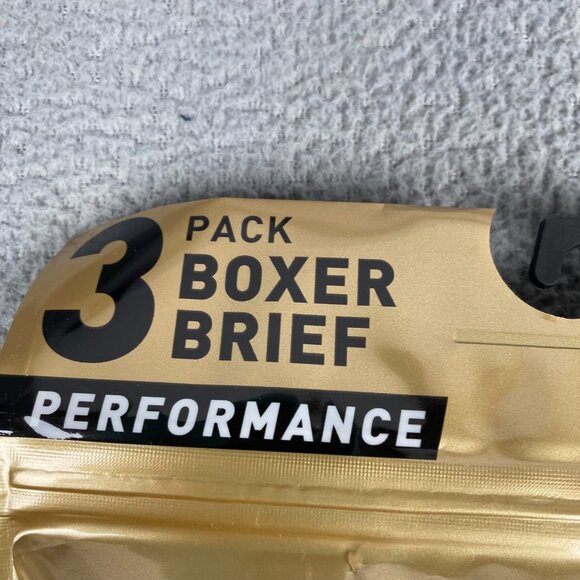 3 PACK
BOXER
BRIEF
PERFORMANCE